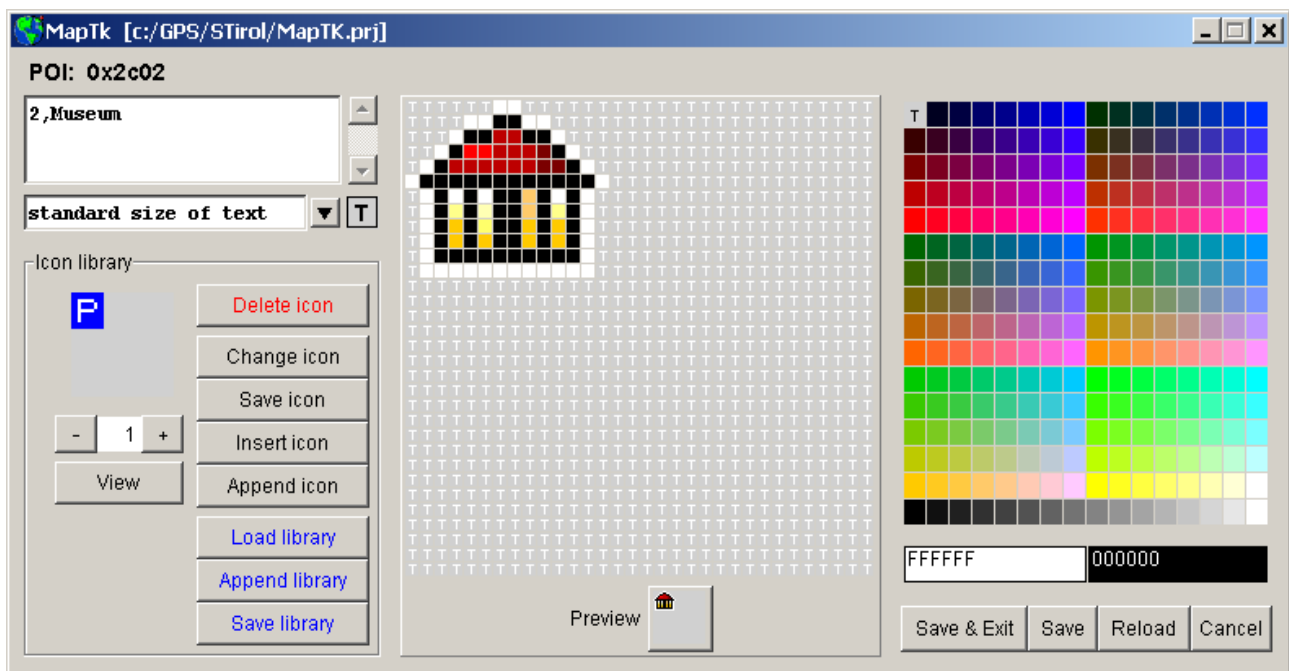 MapTk [c:/GPS/STirol/MapTK.prj]
POI: 0x2c02
2,Museum
standard size of text
T
Icon library
P
- 1 +
View
Delete icon
Change icon
Save icon
Insert icon
Append icon
Load library
Append library
Save library
Preview
T
FFFFFF
000000
Save & Exit
Save
Reload
Cancel